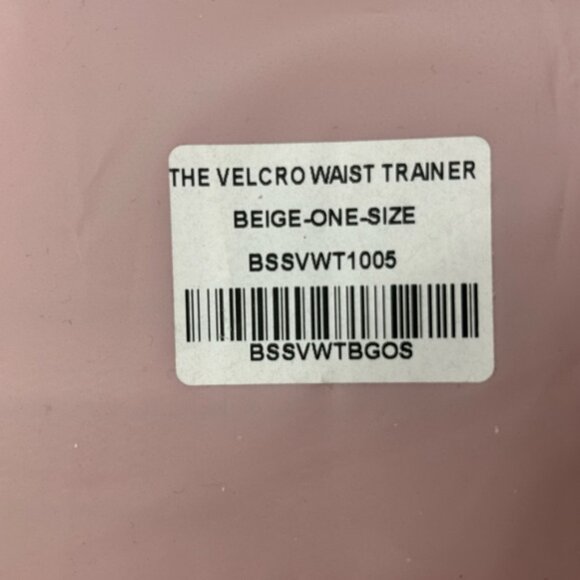 THE VELCRO WAIST TRAINER
BEIGE-ONE-SIZE
BSSVWT1005
BSSVWTBGOS